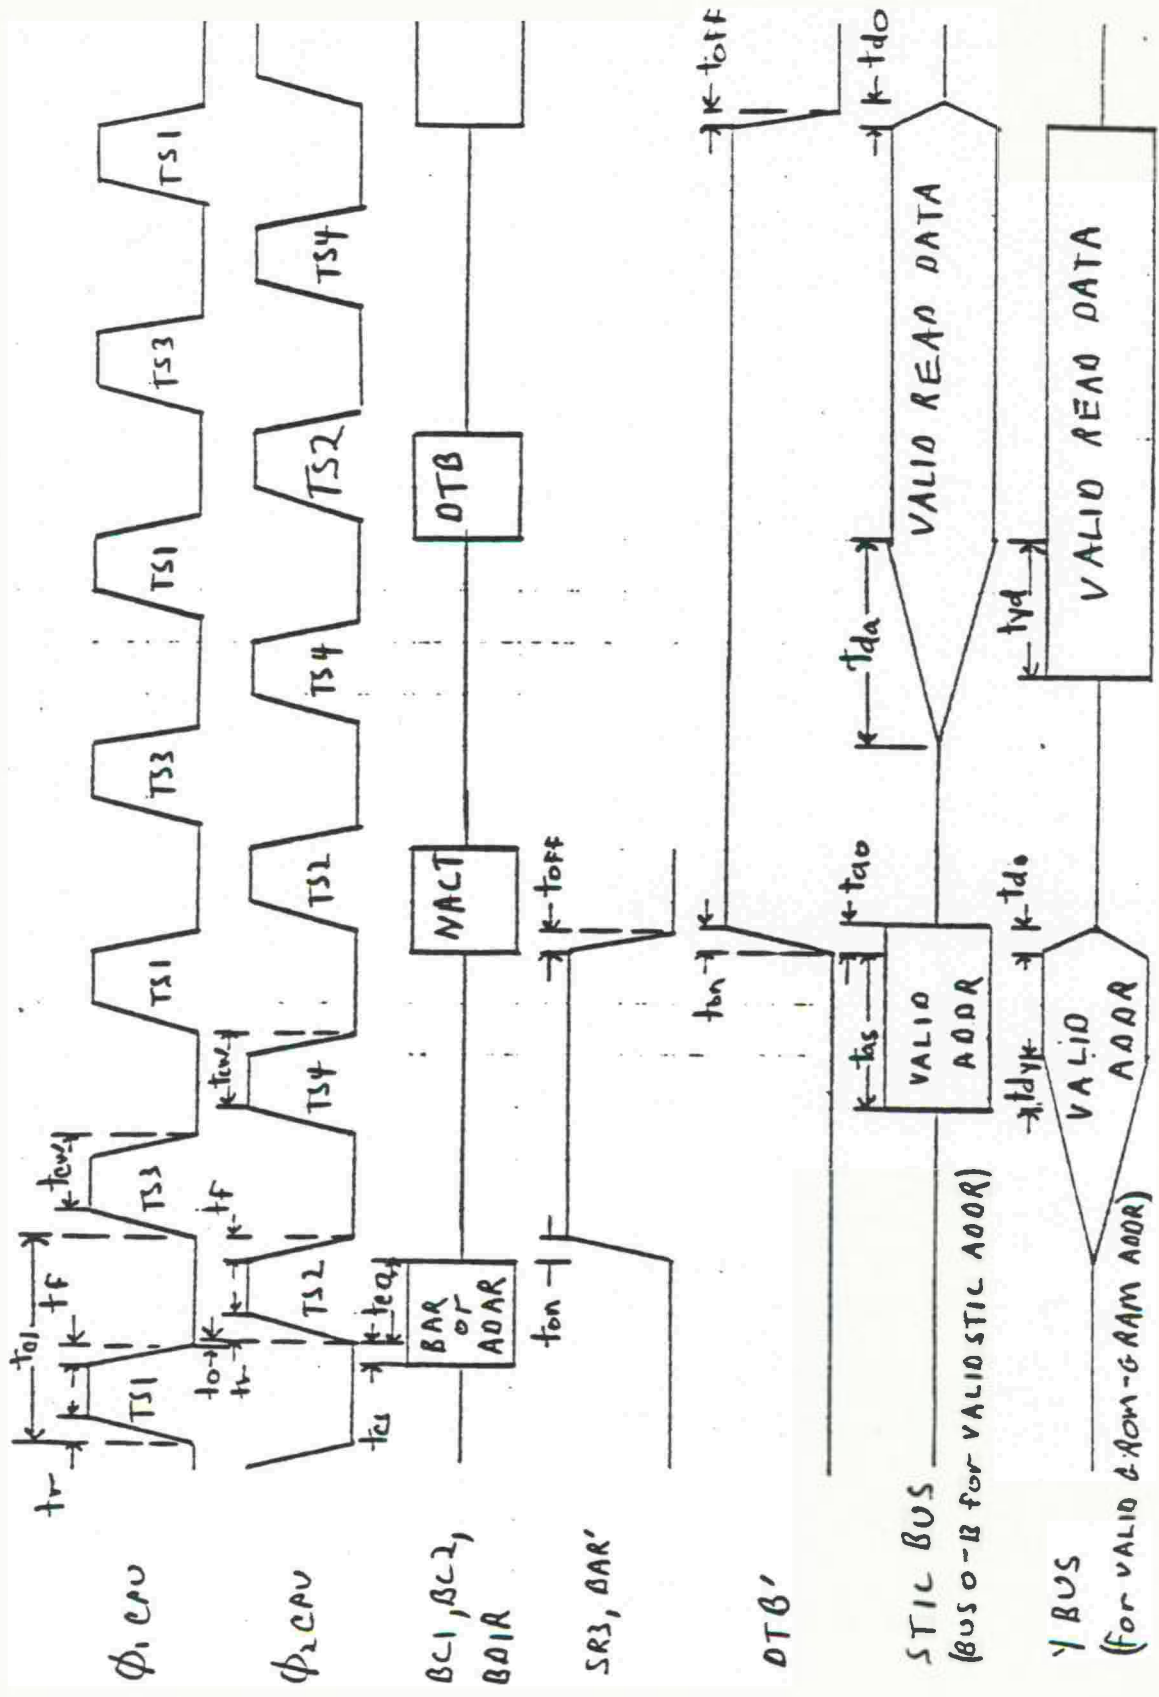 φ₁ CPU
tr
tφ1
tF
tcw
TS1
TS3
TS1
TS3
TS1
TS3
TS1
φ₂ CPU
to
tr
tF
tcw
TS2
TS4
TS2
TS4
TS2
TS4
BC1, BC2,
BDIR
tcs
tcq
BAR
or
ADAR
NACT
DTB
SR3, BAR'
ton
tOFF
DTB'
ton
tOFF
STIC BUS
(BUS 0-13 for VALID STIC ADDR)
tas
tao
tda
tdo
VALID
ADDR
VALID READ DATA
Y BUS
(for VALID GROM-GRAM ADDR)
tdy
tdo
tyd
VALID
ADDR
VALID READ DATA